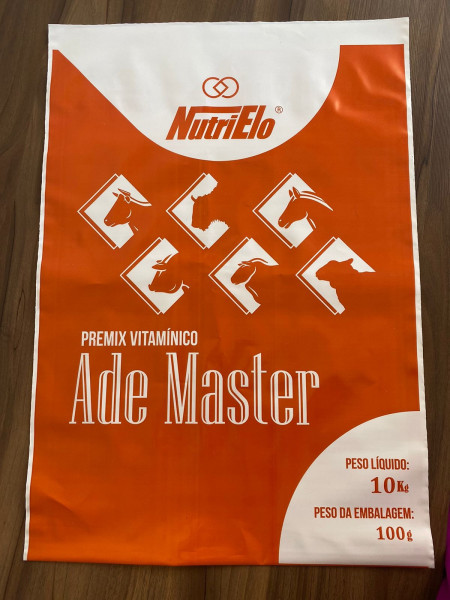 NutriElo®
PREMIX VITAMÍNICO
Ade Master
PESO LÍQUIDO:
10Kg
PESO DA EMBALAGEM:
100g